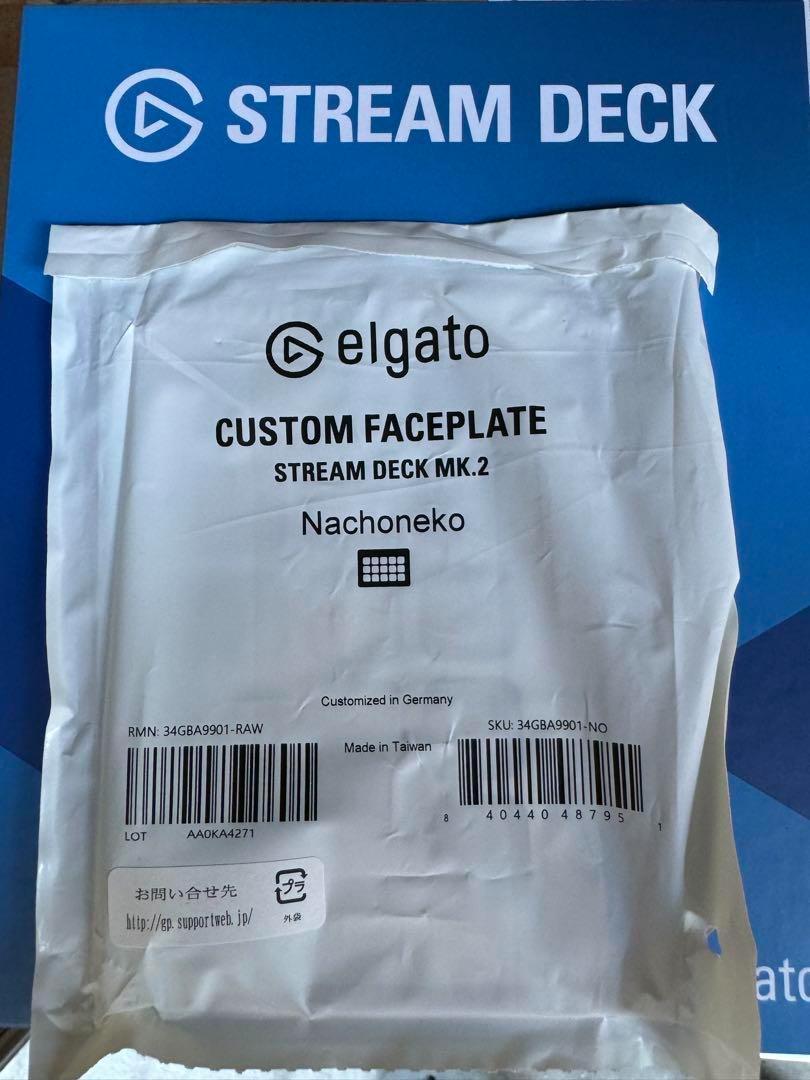 STREAM DECK
elgato
CUSTOM FACEPLATE
STREAM DECK MK.2
Nachoneko
Customized in Germany
Made in Taiwan
RMN: 34GBA9901-RAW
LOT AA0KA4271
SKU: 34GBA9901-NO
8 40440 48795 1
お問い合せ先
http://gp.supportweb.jp/
プラ
外袋